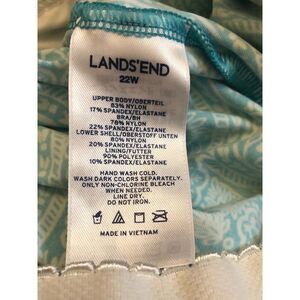 LANDS'END
22W
UPPER BODY/OBERTEIL
83% NYLON
17% SPANDEX/ELASTANE
BRA/BH
78% NYLON
22% SPANDEX/ELASTANE
LOWER SHELL/OBERSTOFF UNTEN
80% NYLON
20% SPANDEX/ELASTANE
LINING/FUTTER
90% POLYESTER
10% SPANDEX/ELASTANE
HAND WASH COLD.
WASH DARK COLORS SEPARATELY.
ONLY NON-CHLORINE BLEACH
WHEN NEEDED.
LINE DRY.
DO NOT IRON.
MADE IN VIETNAM